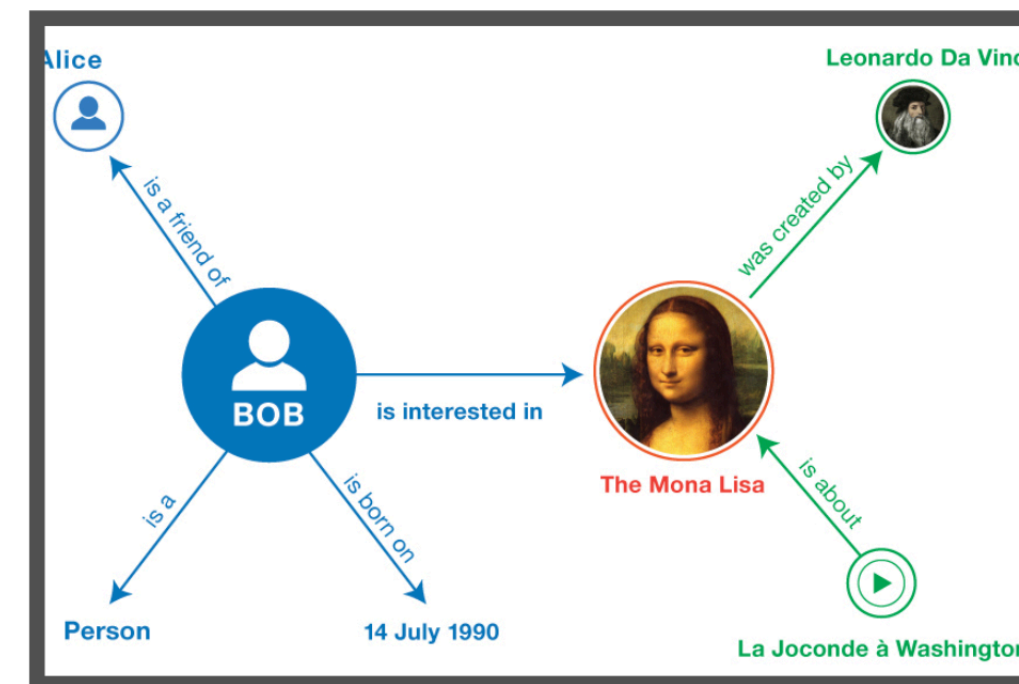 Alice
Leonardo Da Vinc
is a friend of
was created by
BOB
is interested in
The Mona Lisa
is a
is born on
is about
Person
14 July 1990
La Joconde à Washington